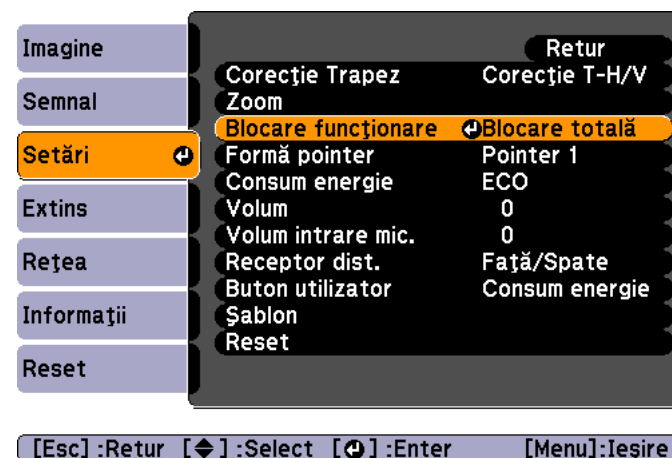 Imagine
Semnal
Setări
Extins
Reţea
Informaţii
Reset
Retur
Corecţie Trapez Corecţie T-H/V
Zoom
Blocare funcţionare Blocare totală
Formă pointer Pointer 1
Consum energie ECO
Volum 0
Volum intrare mic. 0
Receptor dist. Faţă/Spate
Buton utilizator Consum energie
Şablon
Reset
[Esc] :Retur [◆] :Select [⏎] :Enter [Menu]:Iesire